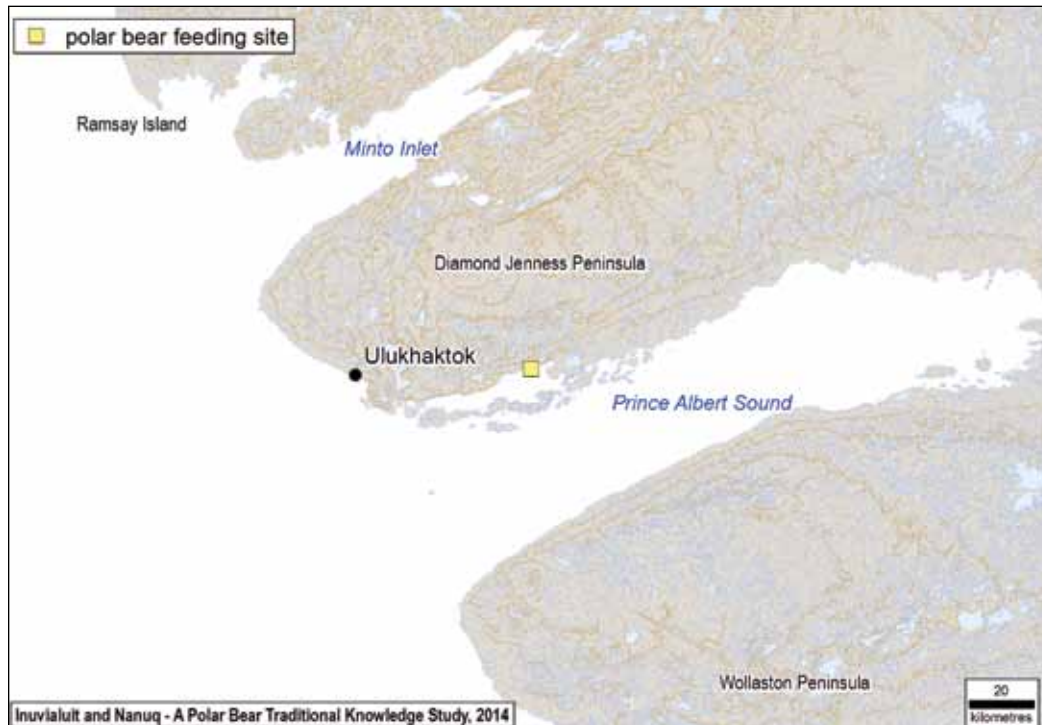 polar bear feeding site
Ramsay Island
Minto Inlet
Diamond Jenness Peninsula
Ulukhaktok
Prince Albert Sound
Wollaston Peninsula
20
kilometres
Inuvialuit and Nanuq - A Polar Bear Traditional Knowledge Study, 2014